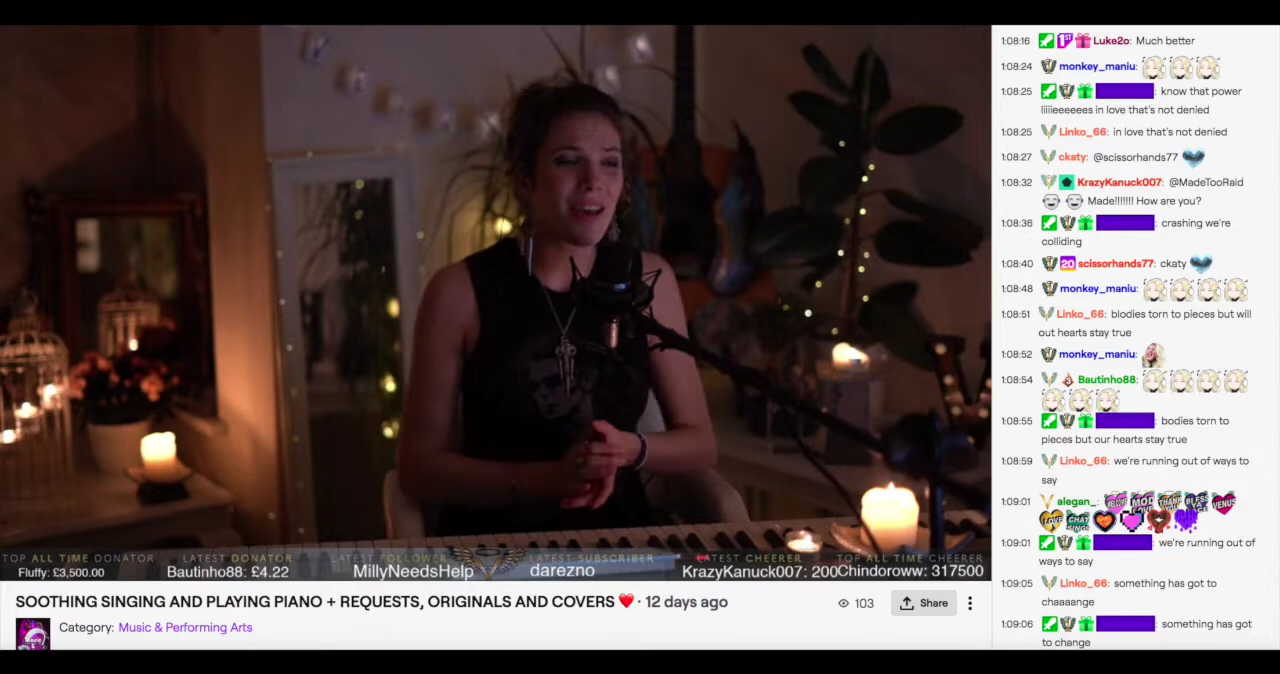 TOP ALL TIME DONATOR
Fluffy: £3,500.00
LATEST DONATOR
Bautinho88: £4.22
LATEST FOLLOWER
MillyNeedsHelp
LATEST SUBSCRIBER
darezno
LATEST CHEERER
KrazyKanuck007: 200
TOP ALL TIME CHEERER
Chindoroww: 317500
SOOTHING SINGING AND PLAYING PIANO + REQUESTS, ORIGINALS AND COVERS ❤️ · 12 days ago
103
Share
Category: Music & Performing Arts
1:08:16 1ST Luke2o: Much better
1:08:24 monkey_maniu:
1:08:25 : know that power
liiiieeeeees in love that's not denied
1:08:25 Linko_66: in love that's not denied
1:08:27 ckaty: @scissorhands77
1:08:32 KrazyKanuck007: @MadeTooRaid
Made!!!!!!! How are you?
1:08:36 : crashing we're
colliding
1:08:40 20 scissorhands77: ckaty
1:08:48 monkey_maniu:
1:08:51 Linko_66: blodies torn to pieces but will
out hearts stay true
1:08:52 monkey_maniu:
1:08:54 Bautinho88:
1:08:55 : bodies torn to
pieces but our hearts stay true
1:08:59 Linko_66: we're running out of ways to
say
1:09:01 alegan_: MOD THANK YOU BLESS VENUS
LOVE CHAT SINGS
1:09:01 : we're running out of
ways to say
1:09:05 Linko_66: something has got to
chaaaange
1:09:06 : something has got
to change